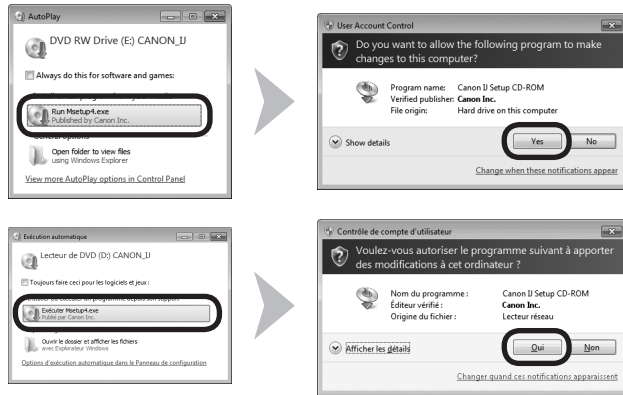 AutoPlay
DVD RW Drive (E:) CANON_IJ
Always do this for software and games:
Run Msetup4.exe
Published by Canon Inc.
General options
Open folder to view files
using Windows Explorer
View more AutoPlay options in Control Panel
User Account Control
Do you want to allow the following program to make
changes to this computer?
Program name: Canon IJ Setup CD-ROM
Verified publisher: Canon Inc.
File origin: Hard drive on this computer
Show details
Yes
No
Change when these notifications appear
Exécution automatique
Lecteur de DVD (D:) CANON_IJ
Toujours faire ceci pour les logiciels et jeux :
Exécuter Msetup4.exe
Publié par Canon Inc.
Ouvrir le dossier et afficher les fichiers
avec Explorateur Windows
Options d'exécution automatique dans le Panneau de configuration
Contrôle de compte d'utilisateur
Voulez-vous autoriser le programme suivant à apporter
des modifications à cet ordinateur ?
Nom du programme : Canon IJ Setup CD-ROM
Éditeur vérifié : Canon Inc.
Origine du fichier : Lecteur réseau
Afficher les détails
Oui
Non
Changer quand ces notifications apparaissent